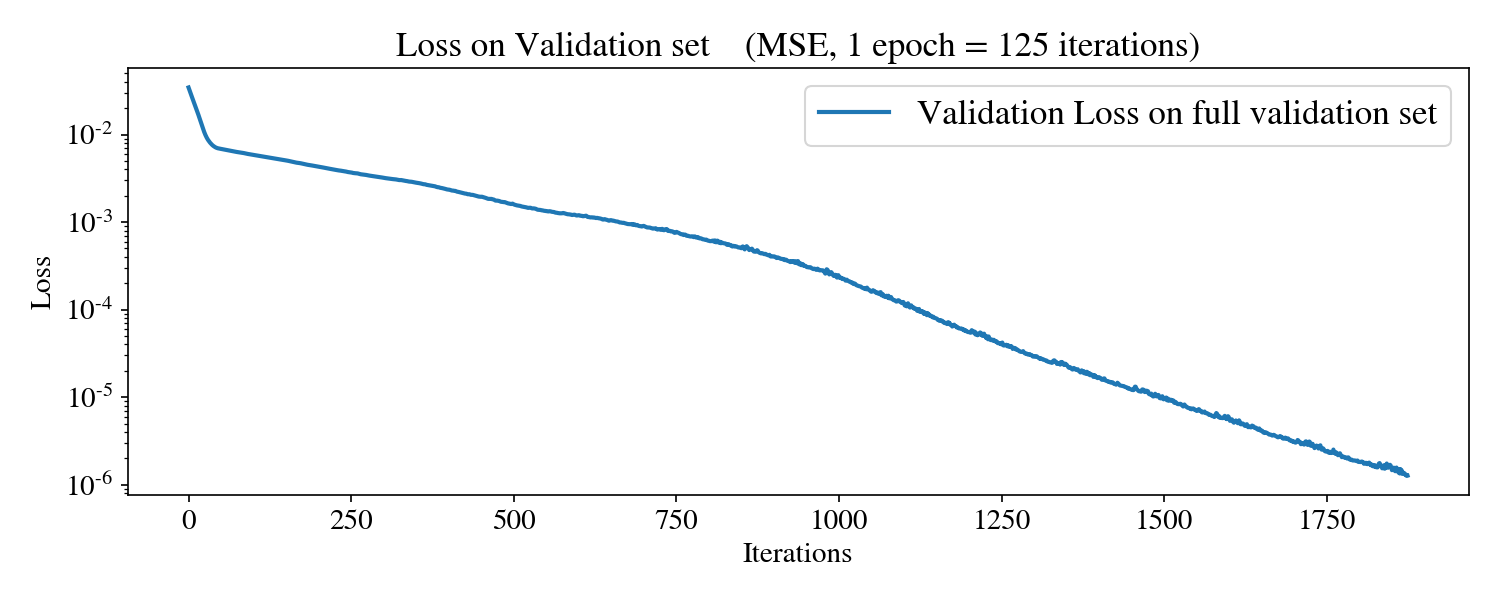 Loss on Validation set (MSE, 1 epoch = 125 iterations)
Validation Loss on full validation set
Loss
10⁻²
10⁻³
10⁻⁴
10⁻⁵
10⁻⁶
0 250 500 750 1000 1250 1500 1750
Iterations